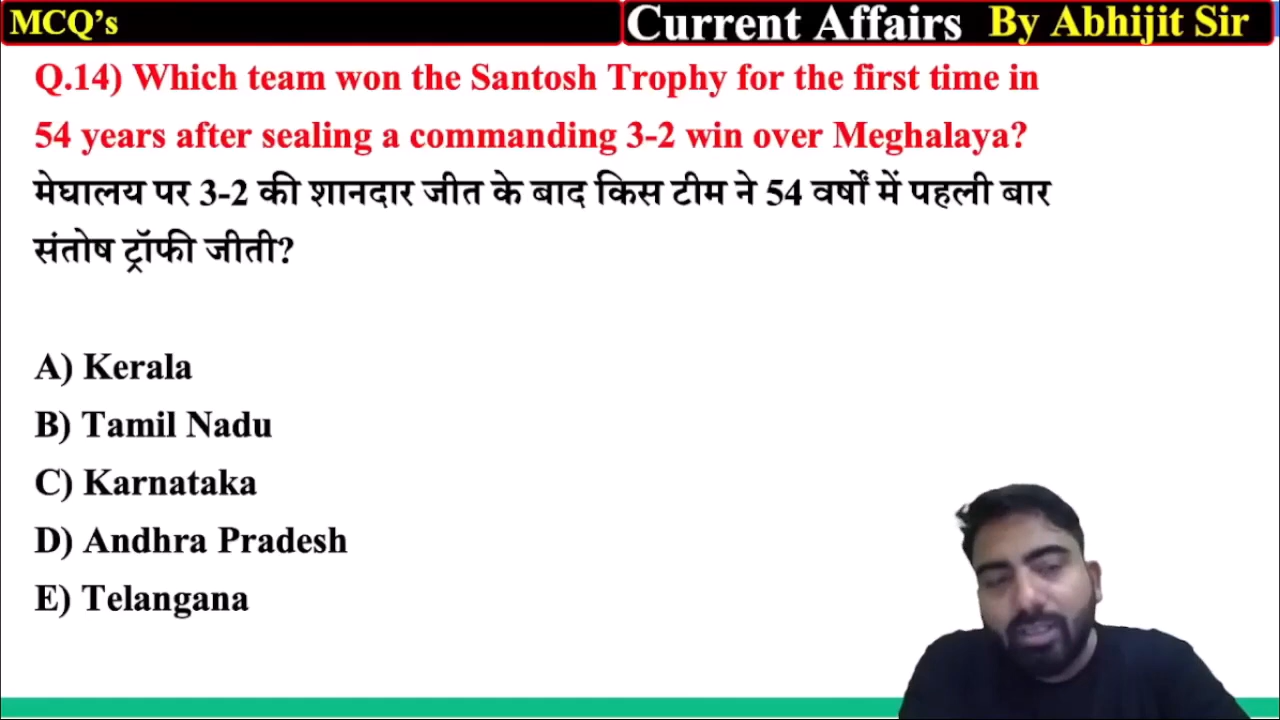 MCQ’s
Current Affairs By Abhijit Sir
Q.14) Which team won the Santosh Trophy for the first time in
54 years after sealing a commanding 3-2 win over Meghalaya?
मेघालय पर 3-2 की शानदार जीत के बाद किस टीम ने 54 वर्षों में पहली बार
संतोष ट्रॉफी जीती?
A) Kerala
B) Tamil Nadu
C) Karnataka
D) Andhra Pradesh
E) Telangana